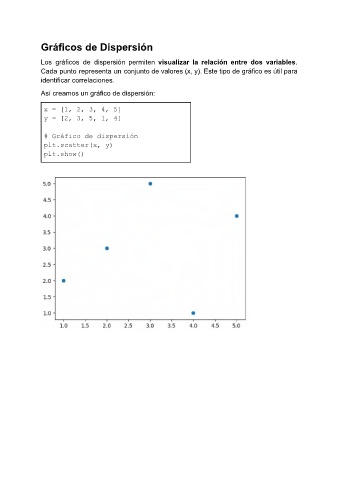 Gráficos de Dispersión
Los gráficos de dispersión permiten visualizar la relación entre dos variables.
Cada punto representa un conjunto de valores (x, y). Este tipo de gráfico es útil para
identificar correlaciones.
Así creamos un gráfico de dispersión:
x = [1, 2, 3, 4, 5]
y = [2, 3, 5, 1, 4]
# Gráfico de dispersión
plt.scatter(x, y)
plt.show()
5.0
4.5
4.0
3.5
3.0
2.5
2.0
1.5
1.0
1.0 1.5 2.0 2.5 3.0 3.5 4.0 4.5 5.0